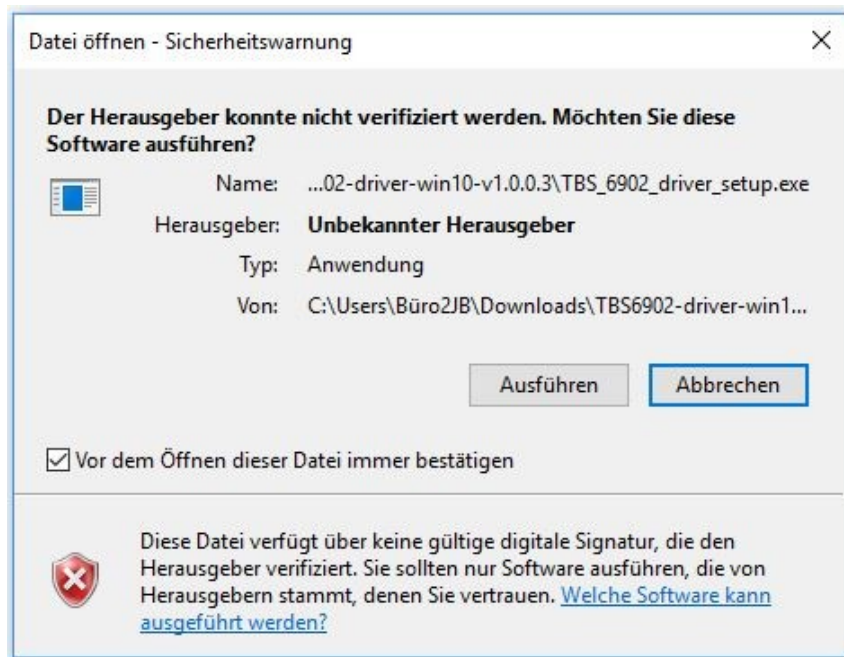 Datei öffnen - Sicherheitswarnung
Der Herausgeber konnte nicht verifiziert werden. Möchten Sie diese
Software ausführen?
Name: ...02-driver-win10-v1.0.0.3\TBS_6902_driver_setup.exe
Herausgeber: Unbekannter Herausgeber
Typ: Anwendung
Von: C:\Users\Büro2JB\Downloads\TBS6902-driver-win1...
Ausführen Abbrechen
Vor dem Öffnen dieser Datei immer bestätigen
Diese Datei verfügt über keine gültige digitale Signatur, die den
Herausgeber verifiziert. Sie sollten nur Software ausführen, die von
Herausgebern stammt, denen Sie vertrauen. Welche Software kann
ausgeführt werden?